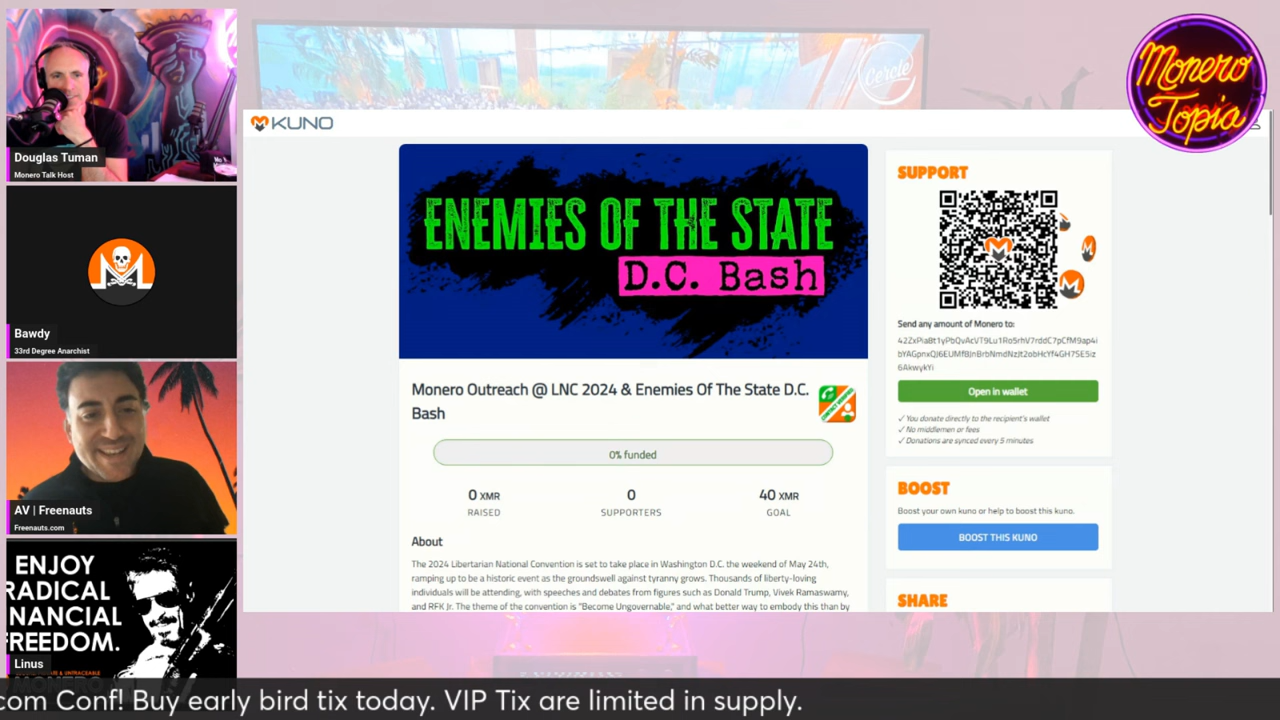 Douglas Tuman
Monero Talk Host
Bawdy
33rd Degree Anarchist
AV | Freenauts
Freenauts.com
ENJOY
RADICAL
FREEDOM.
Linus
Cercle
Monero
Topia
KUNO
ENEMIES OF THE STATE
D.C. Bash
Monero Outreach @ LNC 2024 & Enemies Of The State D.C.
Bash
0% funded
0 XMR
RAISED
0
SUPPORTERS
40 XMR
GOAL
About
The 2024 Libertarian National Convention is set to take place in Washington D.C. the weekend of May 24th,
ramping up to be a historic event as the groundswell against tyranny grows. Thousands of liberty-loving
individuals will be attending, with speeches and debates from figures such as Donald Trump, Vivek Ramaswamy,
and RFK Jr. The theme of the convention is "Become Ungovernable," and what better way to embody this than by
SUPPORT
Send any amount of Monero to:
6AkwykYi
Open in wallet
✓ You donate directly to the recipient's wallet
✓ No middlemen or fees
✓ Donations are synced every 5 minutes
BOOST
Boost your own kuno or help to boost this kuno.
BOOST THIS KUNO
SHARE
com Conf! Buy early bird tix today. VIP Tix are limited in supply.